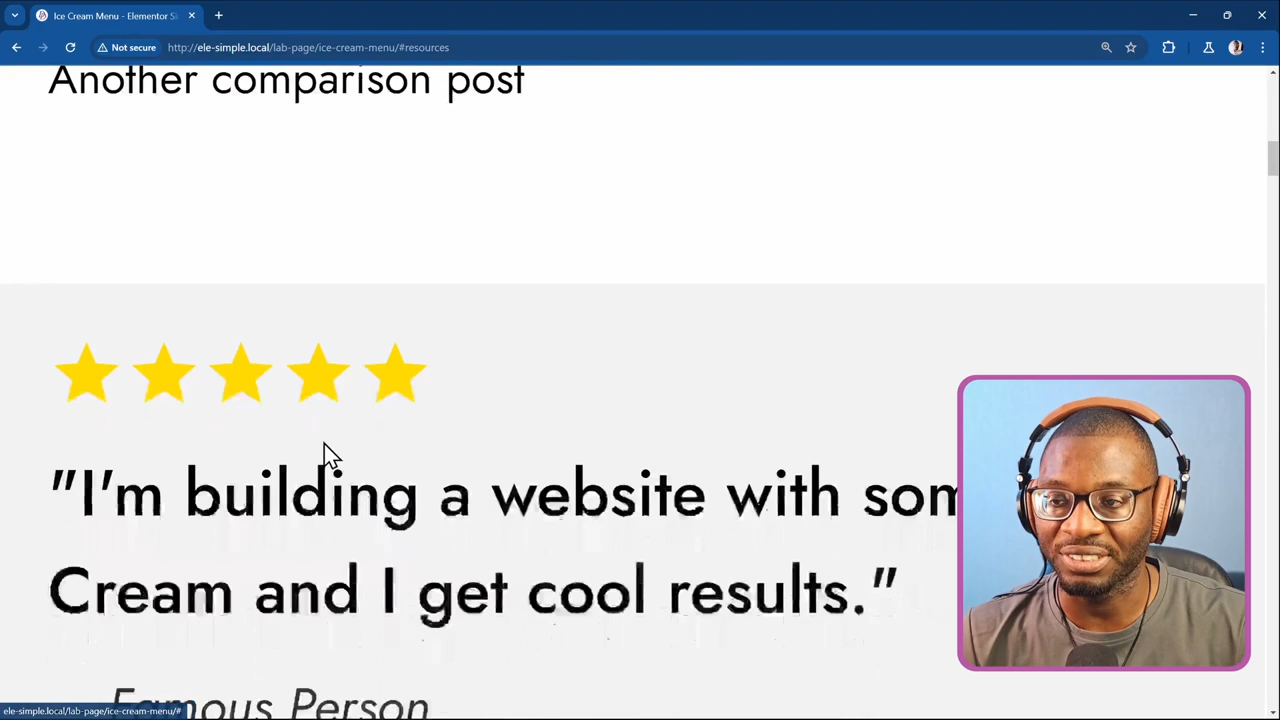 Ice Cream Menu - Elementor
Not secure
http://ele-simple.local/lab-page/ice-cream-menu/#resources
Another comparison post
"I'm building a website with som
Cream and I get cool results."
Famous Person
ele-simple.local/lab-page/ice-cream-menu/#